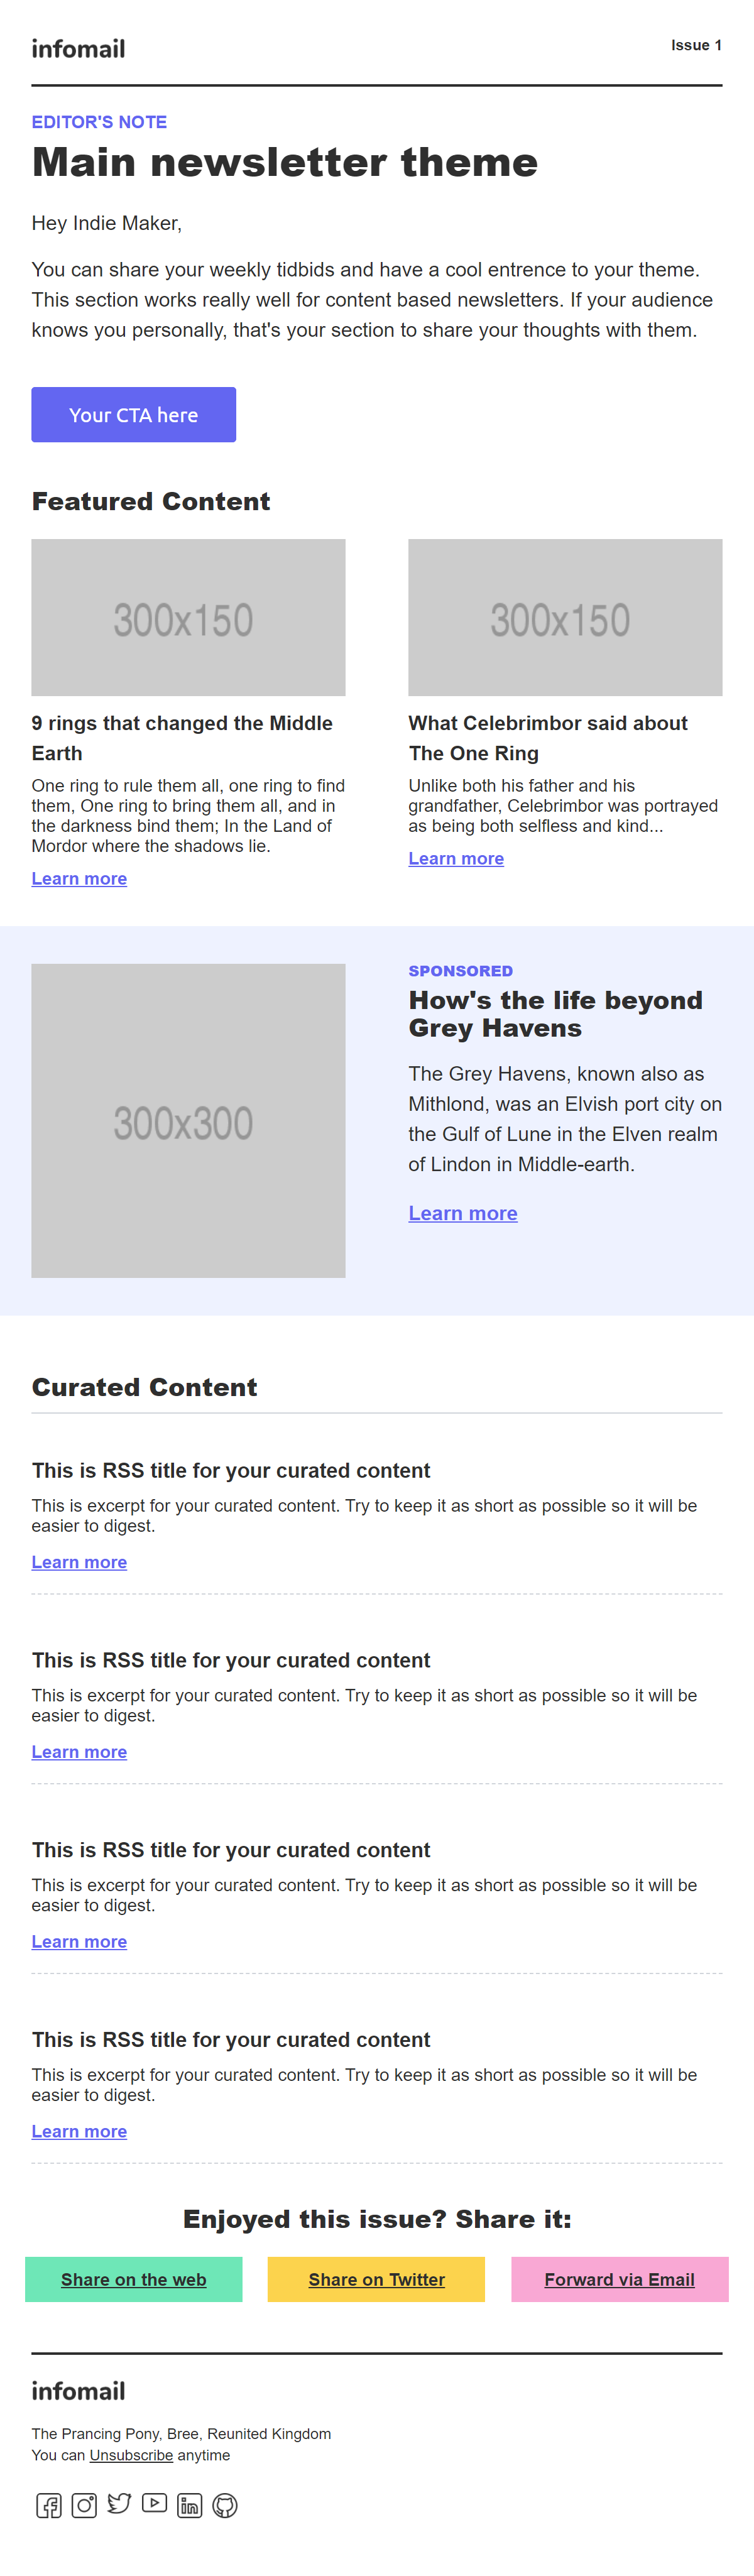 infomail
Issue 1
EDITOR'S NOTE
Main newsletter theme
Hey Indie Maker,
You can share your weekly tidbids and have a cool entrence to your theme.
This section works really well for content based newsletters. If your audience
knows you personally, that's your section to share your thoughts with them.
Your CTA here
Featured Content
300x150
9 rings that changed the Middle
Earth
One ring to rule them all, one ring to find
them, One ring to bring them all, and in
the darkness bind them; In the Land of
Mordor where the shadows lie.
Learn more
300x150
What Celebrimbor said about
The One Ring
Unlike both his father and his
grandfather, Celebrimbor was portrayed
as being both selfless and kind...
Learn more
300x300
SPONSORED
How's the life beyond
Grey Havens
The Grey Havens, known also as
Mithlond, was an Elvish port city on
the Gulf of Lune in the Elven realm
of Lindon in Middle-earth.
Learn more
Curated Content
This is RSS title for your curated content
This is excerpt for your curated content. Try to keep it as short as possible so it will be
easier to digest.
Learn more
This is RSS title for your curated content
This is excerpt for your curated content. Try to keep it as short as possible so it will be
easier to digest.
Learn more
This is RSS title for your curated content
This is excerpt for your curated content. Try to keep it as short as possible so it will be
easier to digest.
Learn more
This is RSS title for your curated content
This is excerpt for your curated content. Try to keep it as short as possible so it will be
easier to digest.
Learn more
Enjoyed this issue? Share it:
Share on the web
Share on Twitter
Forward via Email
infomail
The Prancing Pony, Bree, Reunited Kingdom
You can Unsubscribe anytime